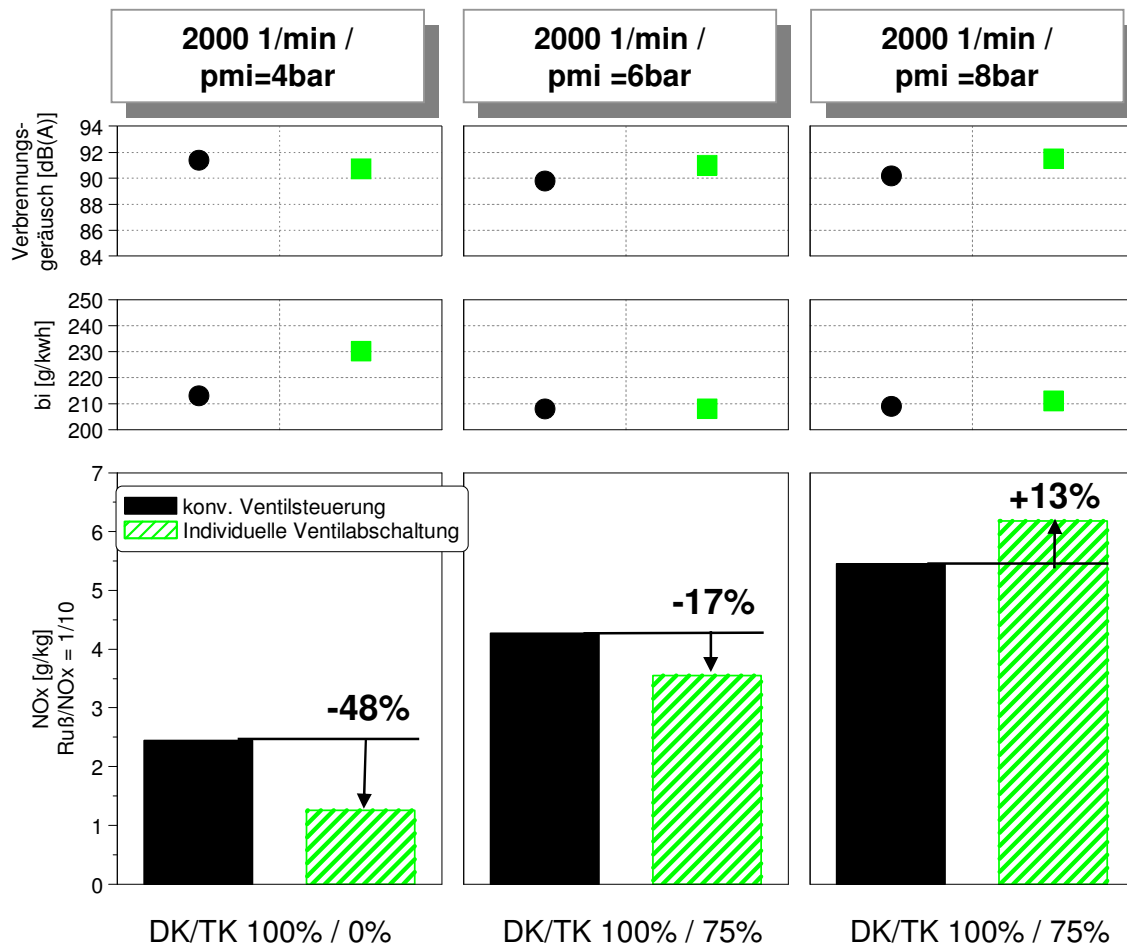 2000 1/min /
pmi=4bar
2000 1/min /
pmi =6bar
2000 1/min /
pmi =8bar
Verbrennungs-
geräusch [dB(A)]
94
92
90
88
86
84
bi [g/kwh]
250
240
230
220
210
200
NOx [g/kg]
Ruß/NOx = 1/10
7
6
5
4
3
2
1
0
konv. Ventilsteuerung
Individuelle Ventilabschaltung
-48%
-17%
+13%
DK/TK 100% / 0%
DK/TK 100% / 75%
DK/TK 100% / 75%